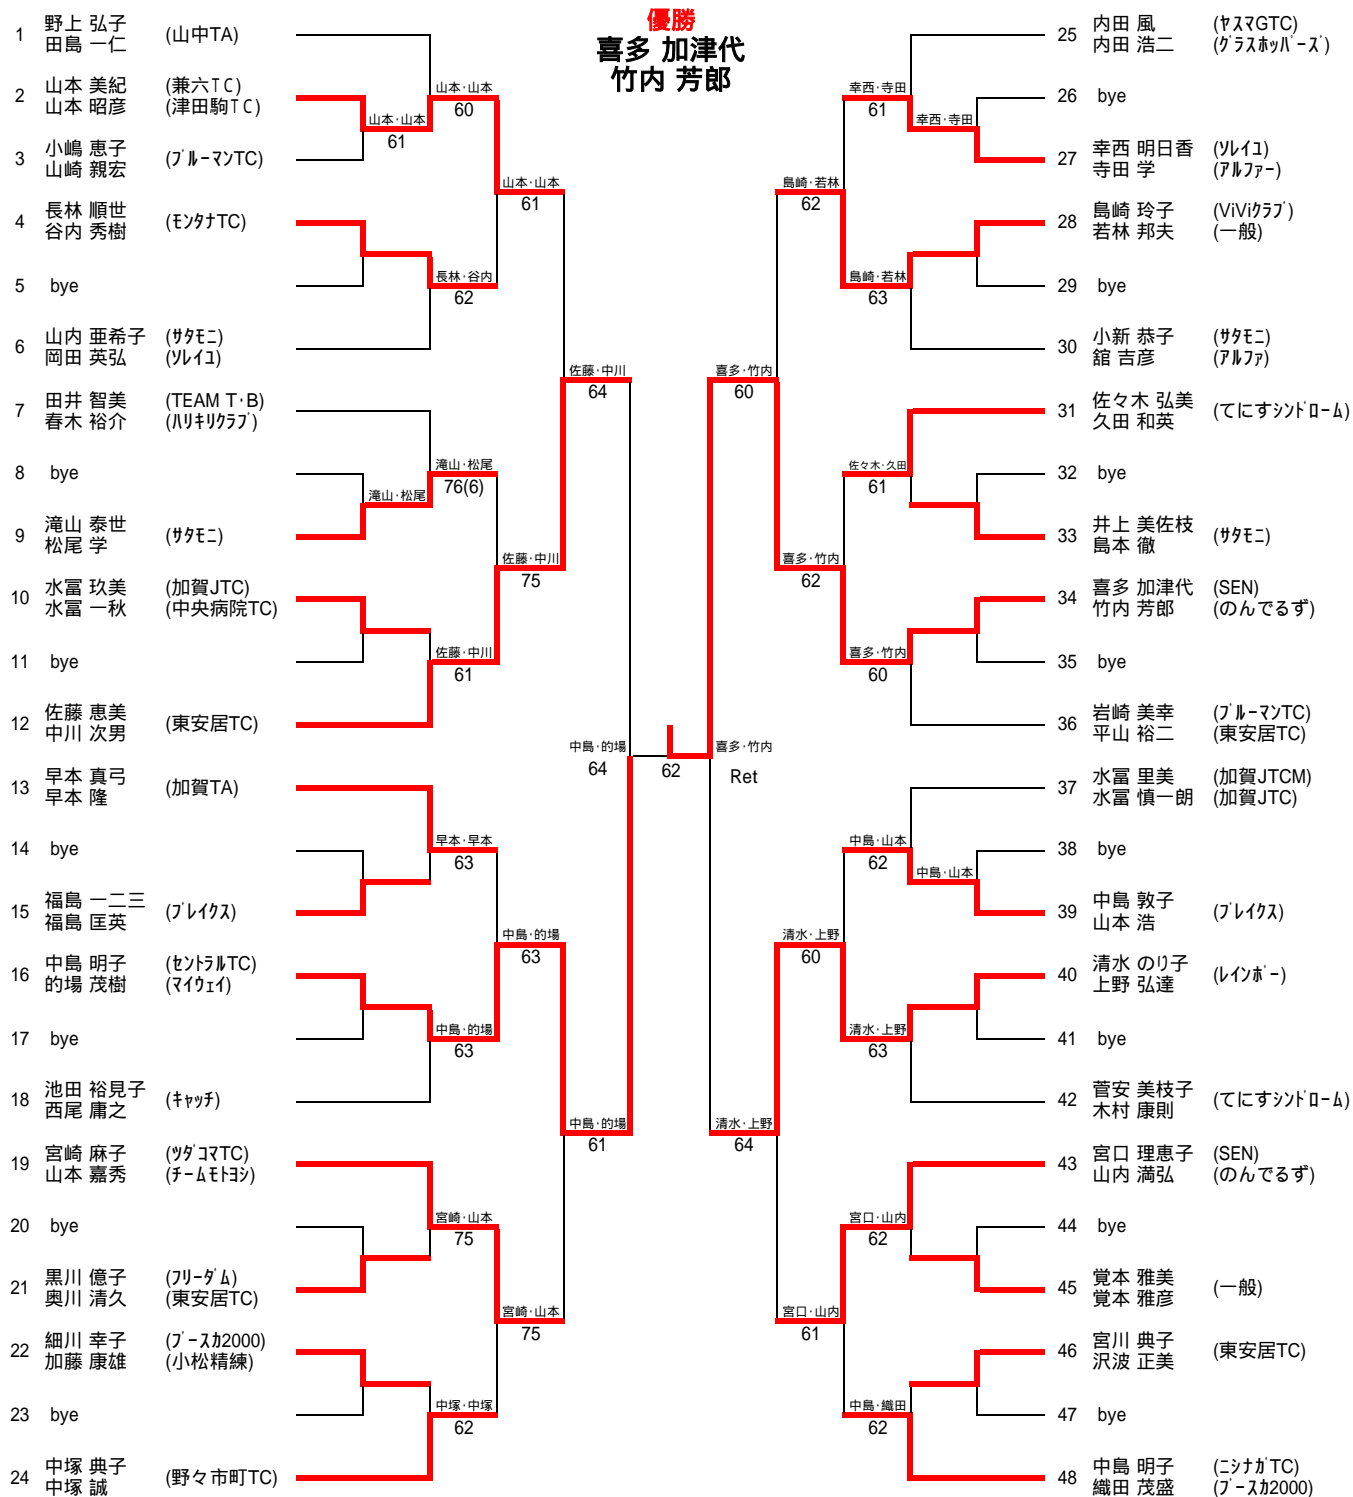 優勝
喜多 加津代
竹内 芳郎
1 野上 弘子 (山中TA)
田島 一仁
2 山本 美紀 (兼六TC)
山本 昭彦 (津田駒TC)
3 小嶋 恵子 (ブルーマンTC)
山崎 親宏
4 長林 順世 (モンタナTC)
谷内 秀樹
5 bye
6 山内 亜希子 (サタモニ)
岡田 英弘 (ソレイユ)
7 田井 智美 (TEAM T・B)
春木 裕介 (ハリキリクラブ)
8 bye
9 滝山 泰世 (サタモニ)
松尾 学
10 水冨 玖美 (加賀JTC)
水冨 一秋 (中央病院TC)
11 bye
12 佐藤 恵美 (東安居TC)
中川 次男
13 早本 真弓 (加賀TA)
早本 隆
14 bye
15 福島 一二三 (ブレイクス)
福島 匡英
16 中島 明子 (セントラルTC)
的場 茂樹 (マイウェイ)
17 bye
18 池田 裕見子 (キャッチ)
西尾 庸之
19 宮崎 麻子 (ツダコマTC)
山本 嘉秀 (チームモトヨシ)
20 bye
21 黒川 億子 (フリーダム)
奥川 清久 (東安居TC)
22 細川 幸子 (ブースカ2000)
加藤 康雄 (小松精練)
23 bye
24 中塚 典子 (野々市町TC)
中塚 誠
山本・山本
61
山本・山本
60
長林・谷内
62
山本・山本
61
滝山・松尾
滝山・松尾
76(6)
佐藤・中川
61
佐藤・中川
75
佐藤・中川
64
早本・早本
63
中島・的場
63
中島・的場
63
宮崎・山本
75
中塚・中塚
62
宮崎・山本
75
中島・的場
61
中島・的場
64
62
喜多・竹内
Ret
喜多・竹内
60
島崎・若林
62
幸西・寺田
61
幸西・寺田
島崎・若林
63
佐々木・久田
61
喜多・竹内
62
喜多・竹内
60
中島・山本
62
中島・山本
清水・上野
60
清水・上野
63
清水・上野
64
宮口・山内
62
宮口・山内
61
中島・織田
62
25 内田 風 (ヤスマGTC)
内田 浩二 (グラスホッパーズ)
26 bye
27 幸西 明日香 (ソレイユ)
寺田 学 (アルファー)
28 島崎 玲子 (ViViクラブ)
若林 邦夫 (一般)
29 bye
30 小新 恭子 (サタモニ)
舘 吉彦 (アルファ)
31 佐々木 弘美 (てにすシンドローム)
久田 和英
32 bye
33 井上 美佐枝 (サタモニ)
島本 徹
34 喜多 加津代 (SEN)
竹内 芳郎 (のんでるず)
35 bye
36 岩崎 美幸 (ブルーマンTC)
平山 裕二 (東安居TC)
37 水冨 里美 (加賀JTCM)
水冨 慎一朗 (加賀JTC)
38 bye
39 中島 敦子 (ブレイクス)
山本 浩
40 清水 のり子 (レインボー)
上野 弘達
41 bye
42 菅安 美枝子 (てにすシンドローム)
木村 康則
43 宮口 理恵子 (SEN)
山内 満弘 (のんでるず)
44 bye
45 覚本 雅美 (一般)
覚本 雅彦
46 宮川 典子 (東安居TC)
沢波 正美
47 bye
48 中島 明子 (ニシナガTC)
織田 茂盛 (ブースカ2000)